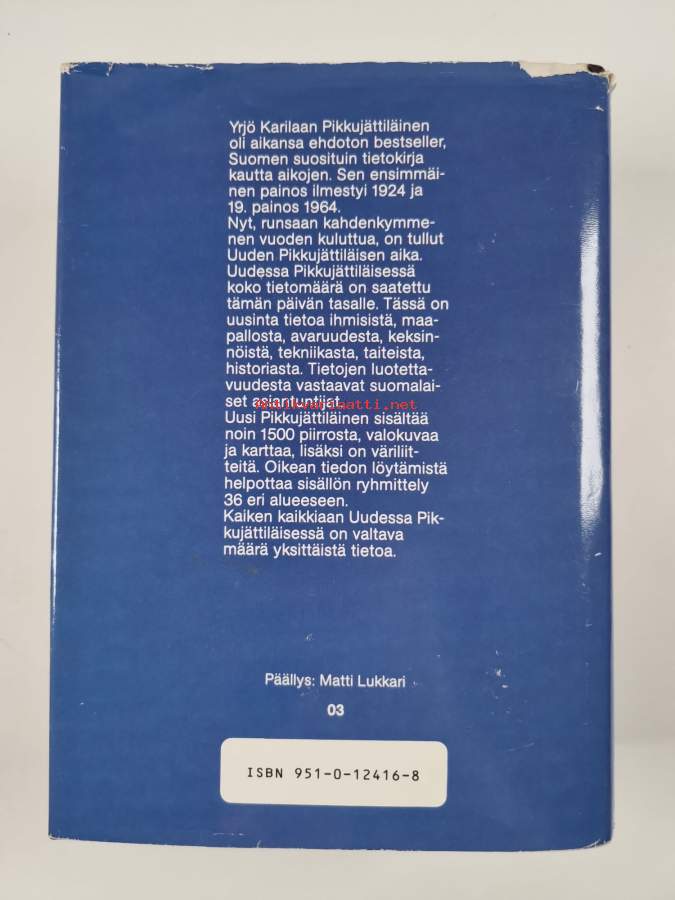 Yrjö Karilaan Pikkujättiläinen
oli aikansa ehdoton bestseller,
Suomen suosituin tietokirja
kautta aikojen. Sen ensimmäi-
nen painos ilmestyi 1924 ja
19. painos 1964.
Nyt, runsaan kahdenkymme-
nen vuoden kuluttua, on tullut
Uuden Pikkujättiläisen aika.
Uudessa Pikkujättiläisessä
koko tietomäärä on saatettu
tämän päivän tasalle. Tässä on
uusinta tietoa ihmisistä, maa-
pallosta, avaruudesta, keksin-
nöistä, tekniikasta, taiteista,
historiasta. Tietojen luotetta-
vuudesta vastaavat suomalai-
set asiantuntijat.
antikvariaatti.net
Uusi Pikkujättiläinen sisältää
noin 1500 piirrosta, valokuvaa
ja karttaa, lisäksi on väriliit-
teitä. Oikean tiedon löytämistä
helpottaa sisällön ryhmittely
36 eri alueeseen.
Kaiken kaikkiaan Uudessa Pik-
kujättiläisessä on valtava
määrä yksittäistä tietoa.
Päällys: Matti Lukkari
03
ISBN 951-0-12416-8